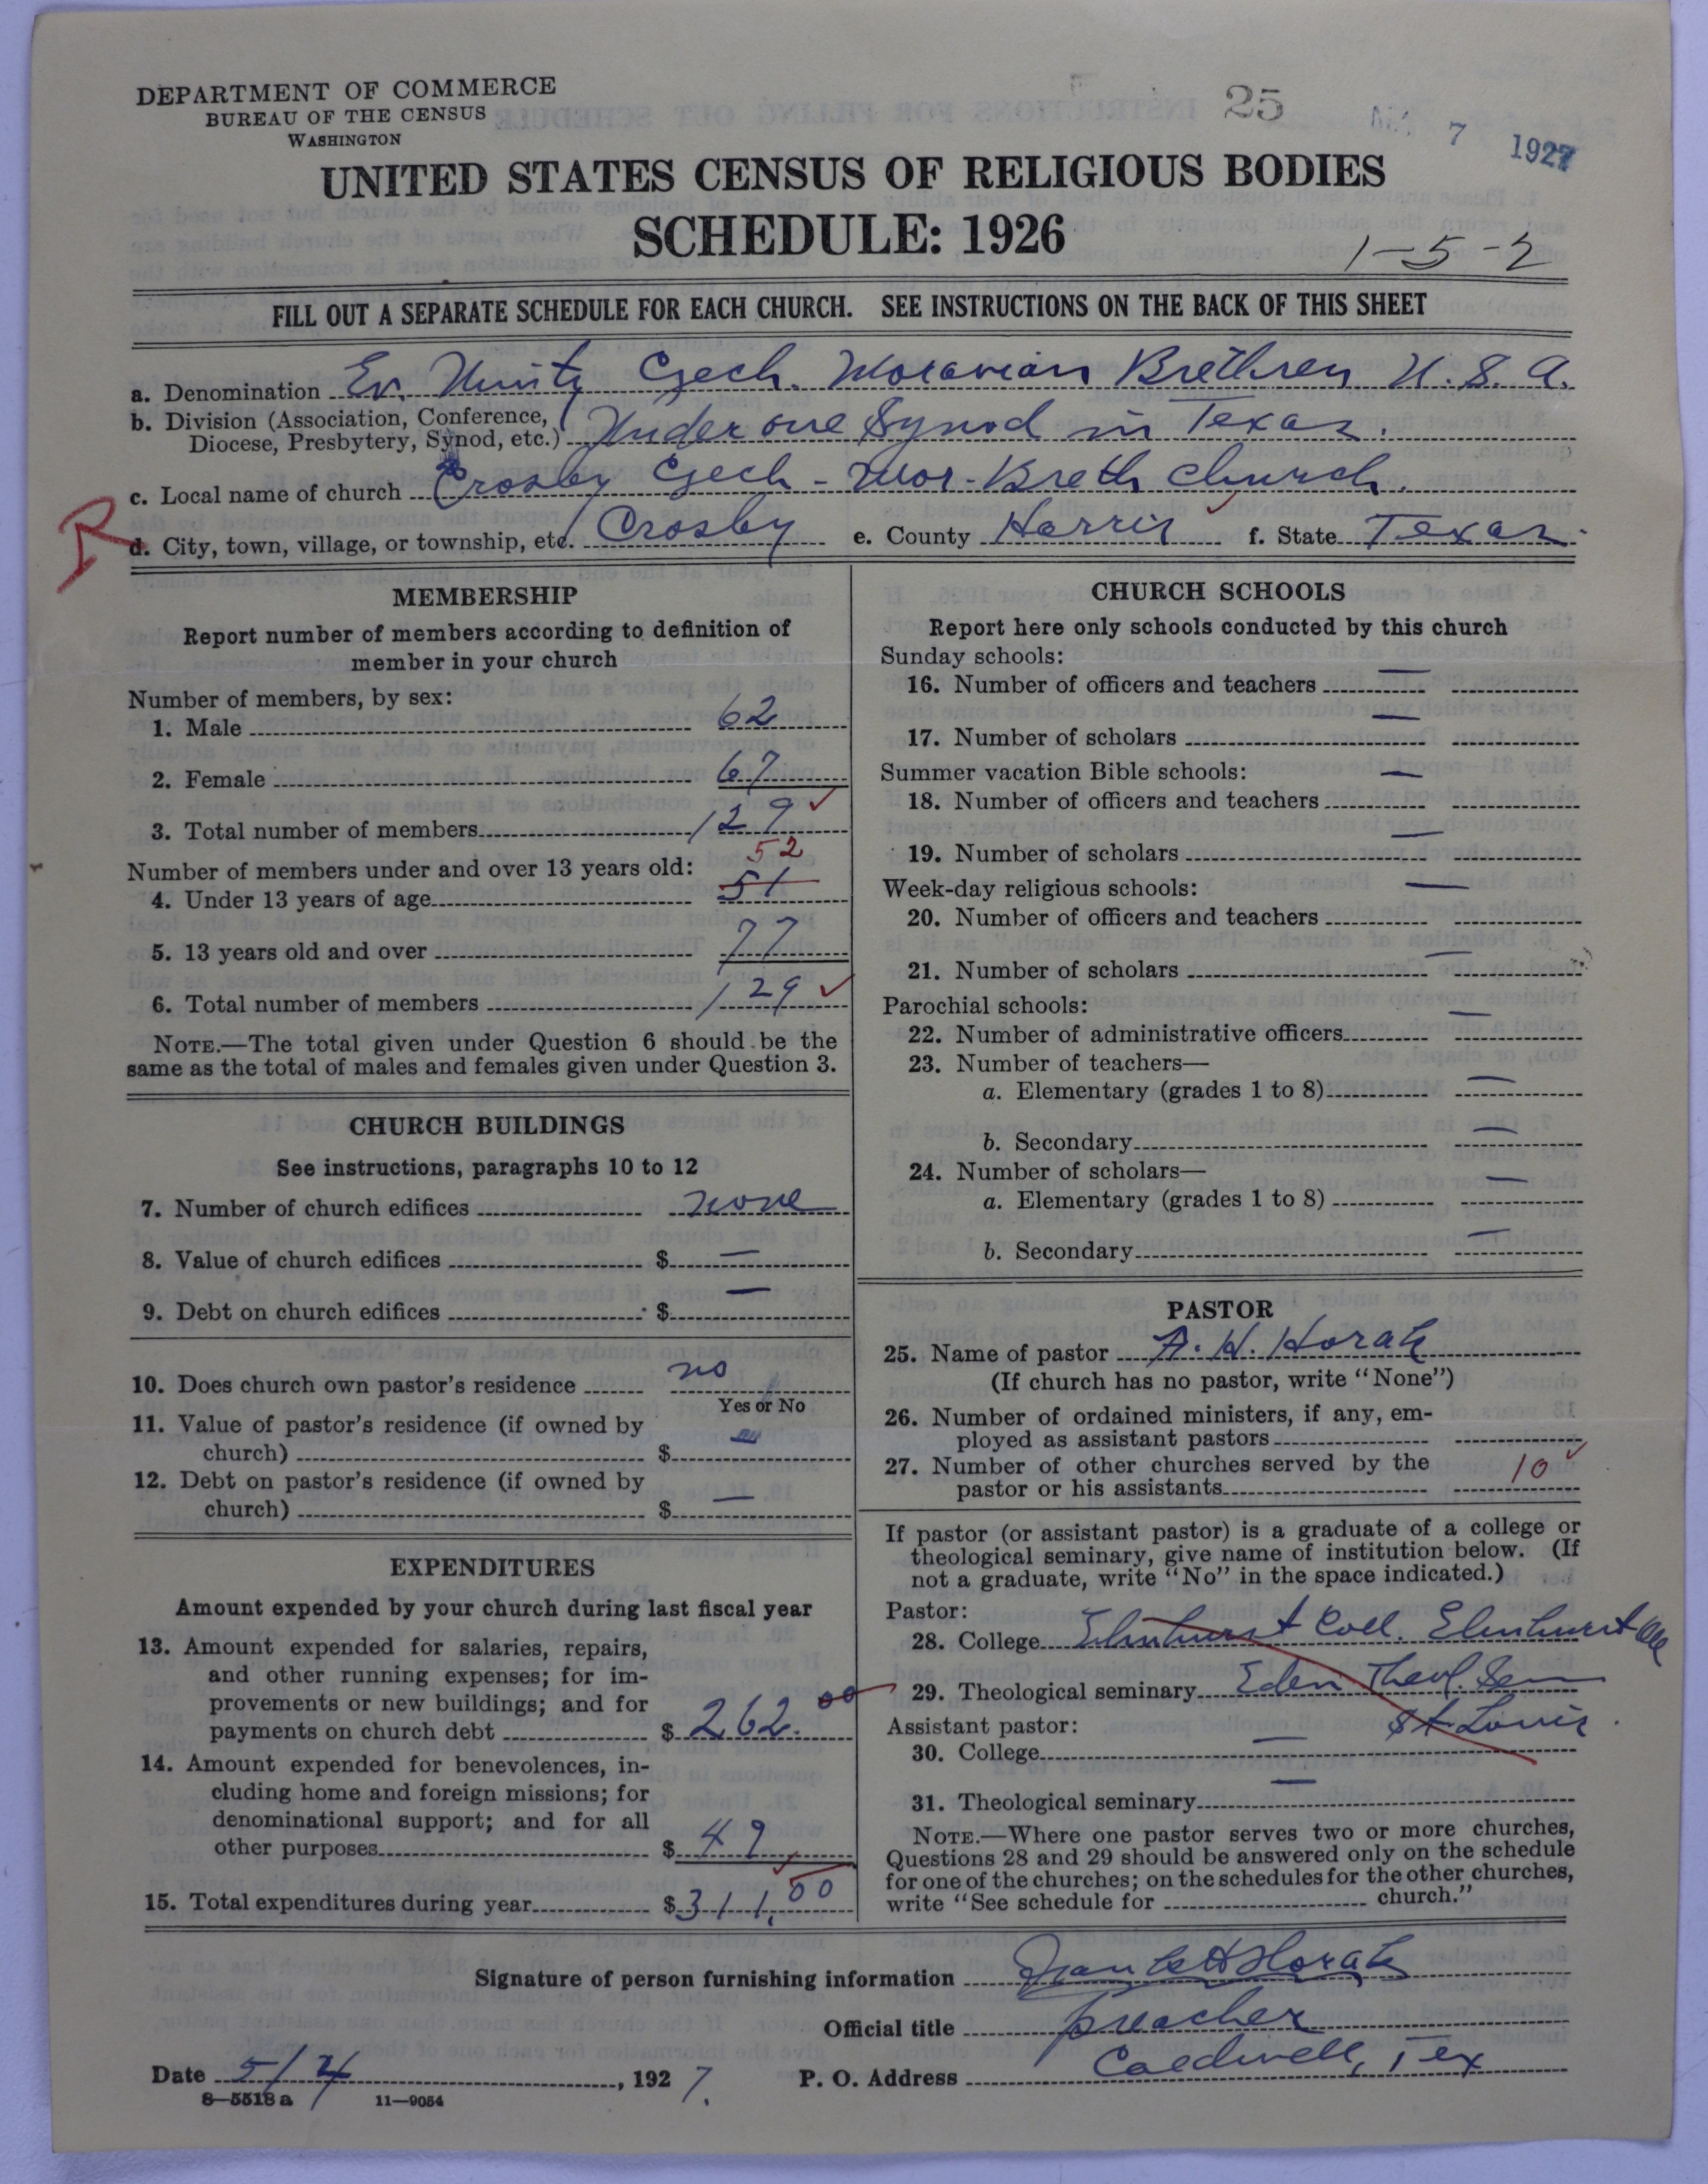 DEPARTMENT OF COMMERCE
BUREAU OF THE CENSUS
WASHINGTON
25
7 1927
UNITED STATES CENSUS OF RELIGIOUS BODIES
SCHEDULE: 1926
1-5-2
FILL OUT A SEPARATE SCHEDULE FOR EACH CHURCH. SEE INSTRUCTIONS ON THE BACK OF THIS SHEET
a. Denomination Ev. Unity Czech. Moravian Brethren U.S.A.
b. Division (Association, Conference,
Diocese, Presbytery, Synod, etc.) Under one Synod in Texas.
c. Local name of church Crosby Czech-Mor-Breth Church.
R
d. City, town, village, or township, etc. Crosby e. County Harris f. State Texas.
MEMBERSHIP
Report number of members according to definition of
member in your church
Number of members, by sex:
1. Male 62
2. Female 67
3. Total number of members 129
Number of members under and over 13 years old: 52
4. Under 13 years of age 51
5. 13 years old and over 77
6. Total number of members 129
NOTE.—The total given under Question 6 should be the
same as the total of males and females given under Question 3.
CHURCH BUILDINGS
See instructions, paragraphs 10 to 12
7. Number of church edifices none
8. Value of church edifices $ —
9. Debt on church edifices $ —
10. Does church own pastor's residence no
Yes or No
11. Value of pastor's residence (if owned by
church) $ —
12. Debt on pastor's residence (if owned by
church) $ —
EXPENDITURES
Amount expended by your church during last fiscal year
13. Amount expended for salaries, repairs,
and other running expenses; for im-
provements or new buildings; and for
payments on church debt $ 262.00
14. Amount expended for benevolences, in-
cluding home and foreign missions; for
denominational support; and for all
other purposes $ 49
15. Total expenditures during year $ 311.00
CHURCH SCHOOLS
Report here only schools conducted by this church
Sunday schools:
16. Number of officers and teachers —
17. Number of scholars —
Summer vacation Bible schools:
18. Number of officers and teachers —
19. Number of scholars —
Week-day religious schools:
20. Number of officers and teachers —
21. Number of scholars —
Parochial schools:
22. Number of administrative officers —
23. Number of teachers—
a. Elementary (grades 1 to 8) —
b. Secondary —
24. Number of scholars—
a. Elementary (grades 1 to 8) —
b. Secondary —
PASTOR
25. Name of pastor F. H. Horak
(If church has no pastor, write "None")
26. Number of ordained ministers, if any, em-
ployed as assistant pastors
27. Number of other churches served by the
pastor or his assistants 10
If pastor (or assistant pastor) is a graduate of a college or
theological seminary, give name of institution below. (If
not a graduate, write "No" in the space indicated.)
Pastor:
28. College Elmhurst Coll. Elmhurst Ill
29. Theological seminary Eden Theol. Sem
St Louis.
Assistant pastor:
30. College —
31. Theological seminary —
NOTE.—Where one pastor serves two or more churches,
Questions 28 and 29 should be answered only on the schedule
for one of the churches; on the schedules for the other churches,
write "See schedule for church."
Signature of person furnishing information Frank H Horak
Official title preacher
Date 5/4, 1927. P. O. Address Caldwell, Tex
8—5518 a 11—9054